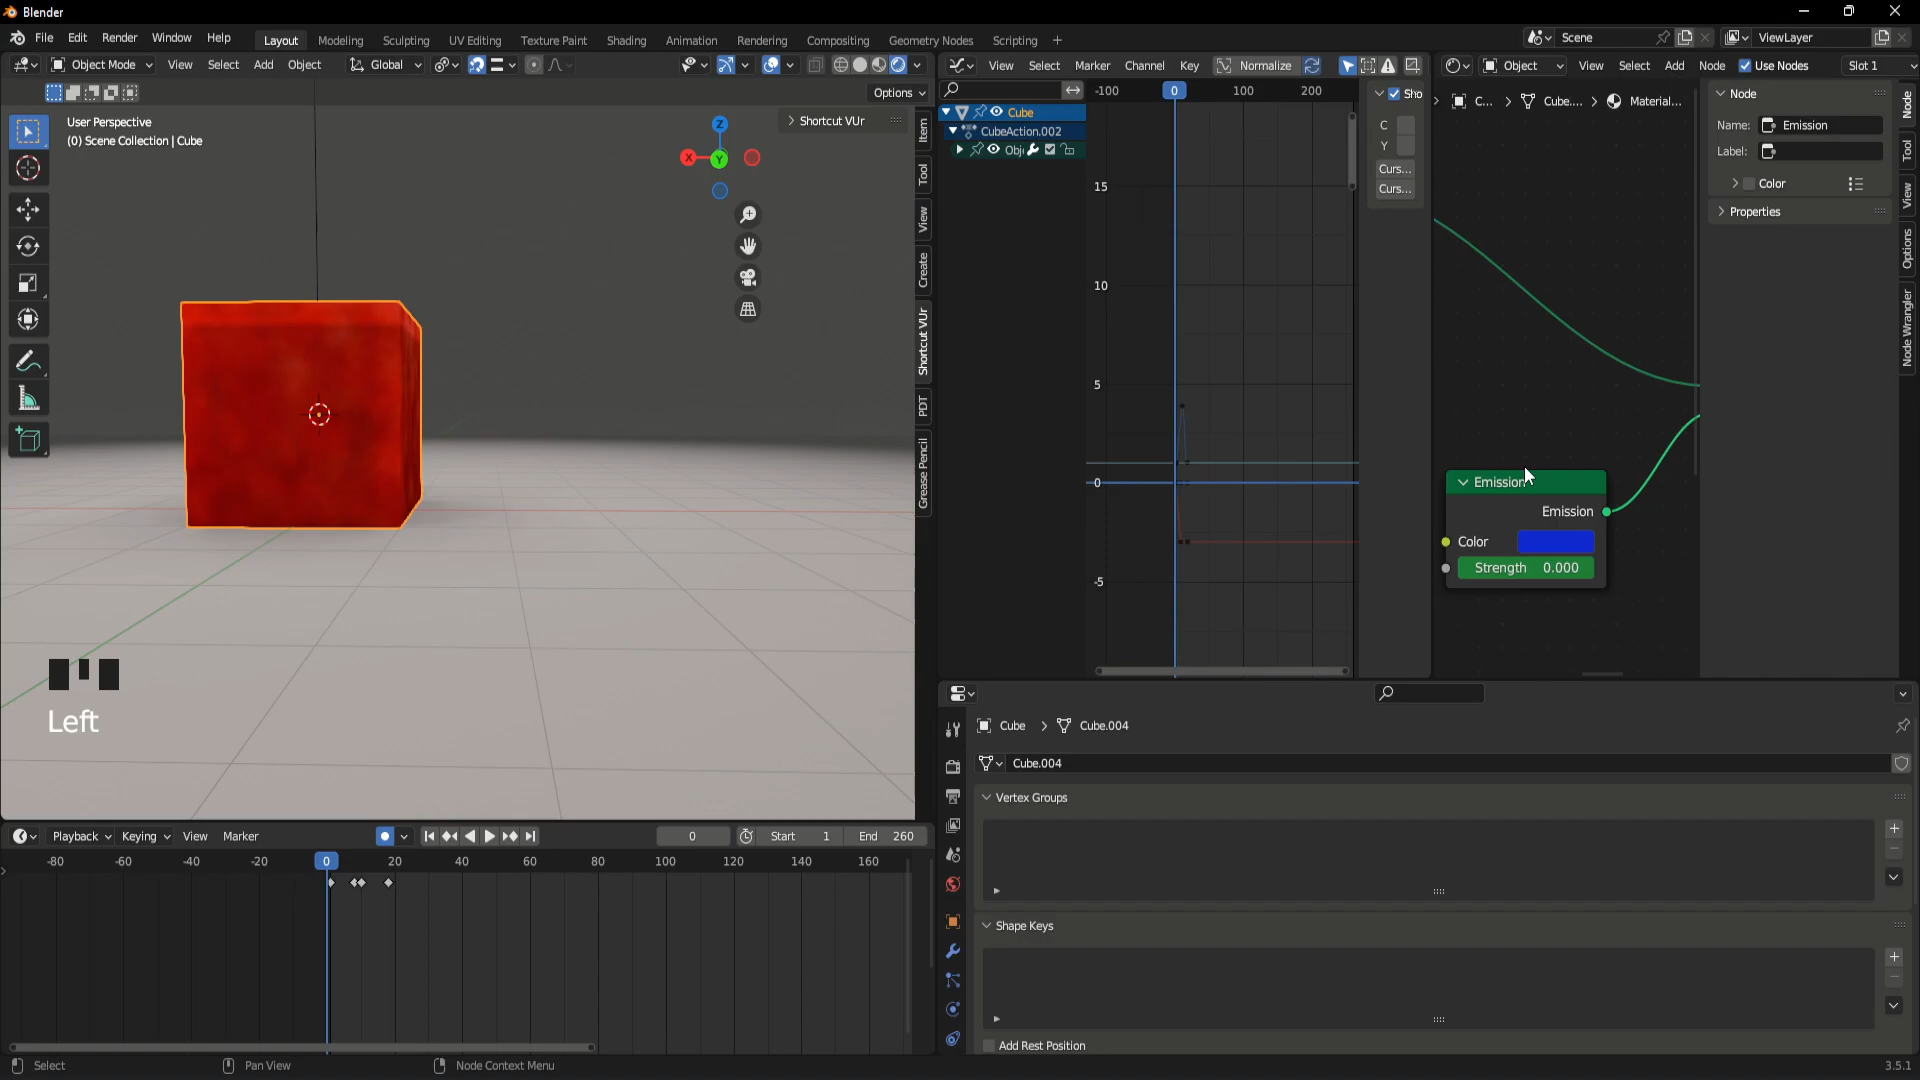 Blender
File Edit Render Window Help Layout Modeling Sculpting UV Editing Texture Paint Shading Animation Rendering Compositing Geometry Nodes Scripting + Scene ViewLayer
Object Mode View Select Add Object Global View Select Marker Channel Key Normalize Object View Select Add Node Use Nodes Slot 1
Options
User Perspective
(0) Scene Collection | Cube
Z
X
Y
Shortcut VUr
Item
Tool
View
Create
Shortcut VUr
PDT
Grease Pencil
-100 0 100 200
Cube
CubeAction.002
Obj
15
10
5
0
-5
Sho
C
Y
Curs...
Curs...
C... Cube.... Material...
Emission
Emission
Color
Strength 0.000
Node
Name: Emission
Label:
Color
Properties
Node
Tool
View
Options
Node Wrangler
Left
Playback Keying View Marker 0 Start 1 End 260
-80 -60 -40 -20 0 20 40 60 80 100 120 140 160
Cube Cube.004
Cube.004
Vertex Groups
Shape Keys
Add Rest Position
Select Pan View Node Context Menu 3.5.1